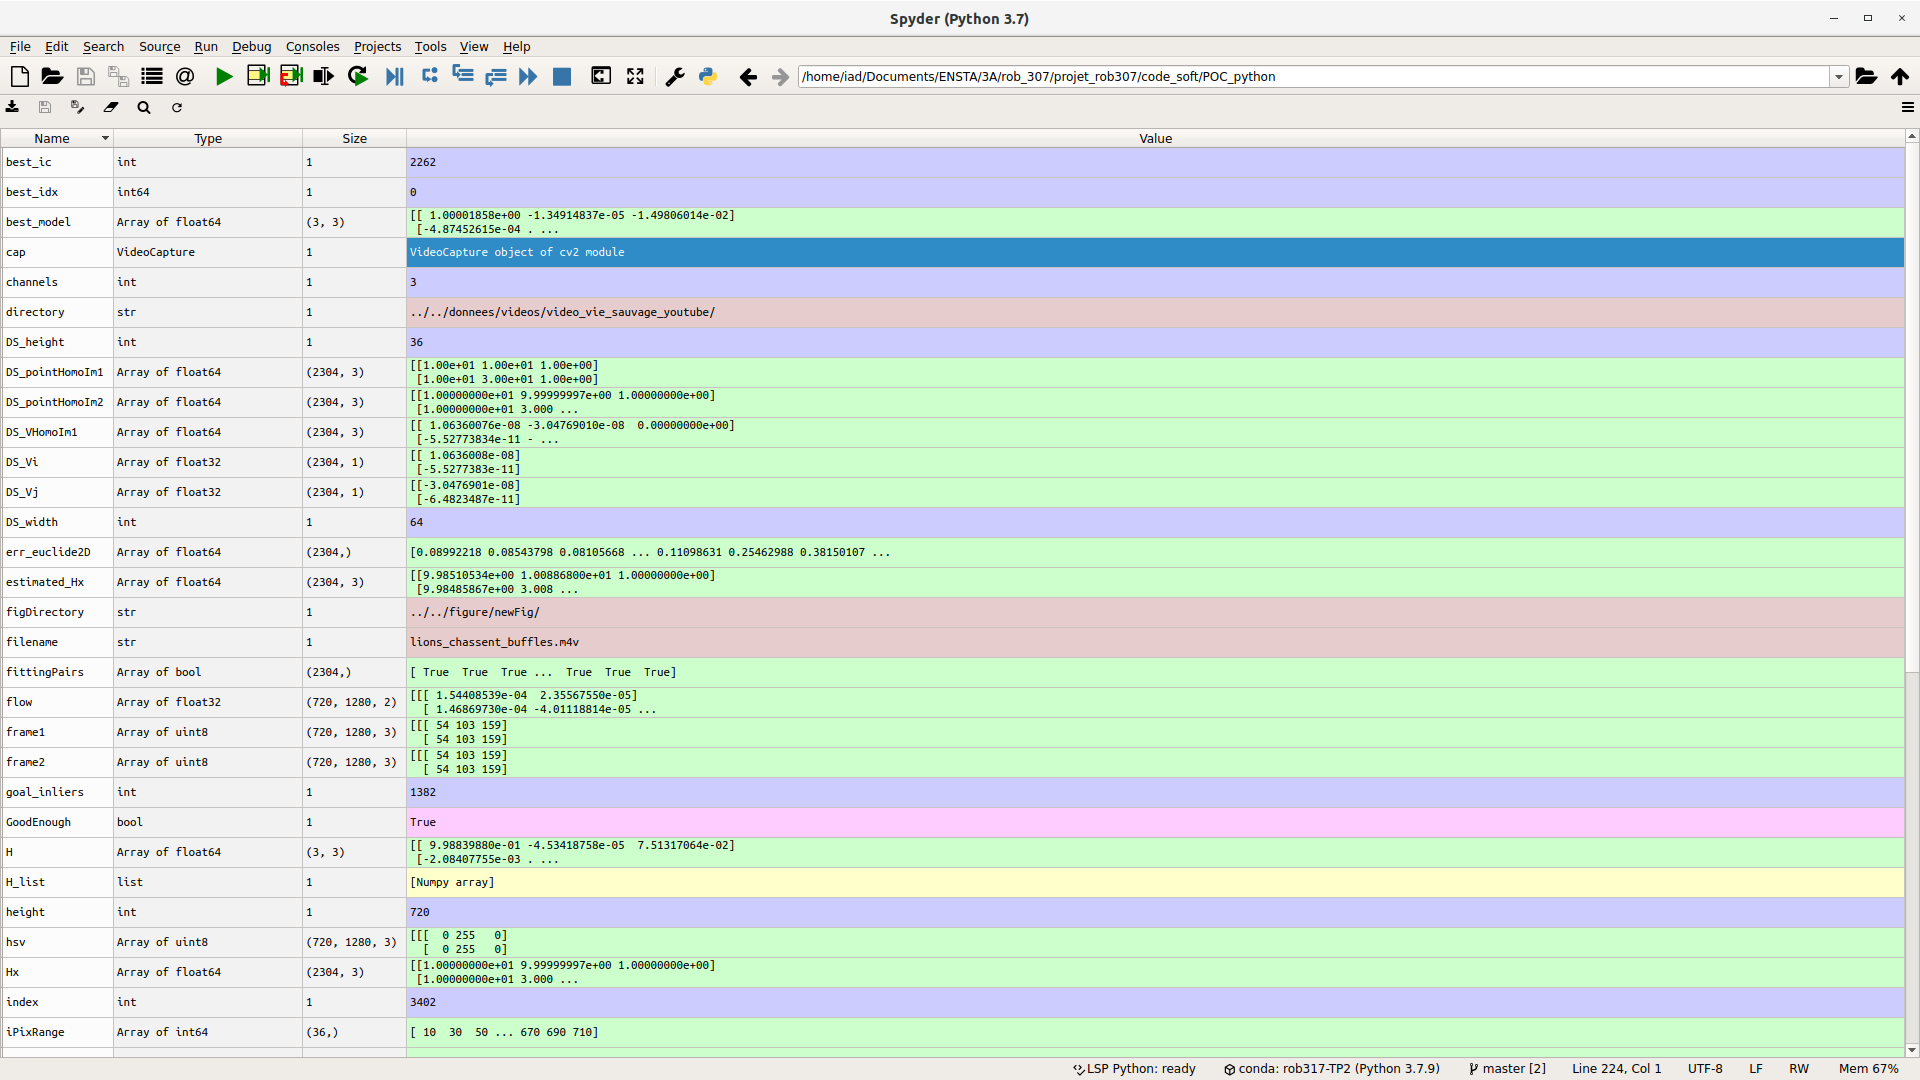 Spyder (Python 3.7)
File Edit Search Source Run Debug Consoles Projects Tools View Help
/home/iad/Documents/ENSTA/3A/rob_307/projet_rob307/code_soft/POC_python
Name Type Size Value
best_ic int 1 2262
best_idx int64 1 0
best_model Array of float64 (3, 3) [[ 1.00001858e+00 -1.34914837e-05 -1.49806014e-02]
[-4.87452615e-04 . ...
cap VideoCapture 1 VideoCapture object of cv2 module
channels int 1 3
directory str 1 ../../donnees/videos/video_vie_sauvage_youtube/
DS_height int 1 36
DS_pointHomoIm1 Array of float64 (2304, 3) [[1.00e+01 1.00e+01 1.00e+00]
[1.00e+01 3.00e+01 1.00e+00]
DS_pointHomoIm2 Array of float64 (2304, 3) [[1.00000000e+01 9.99999997e+00 1.00000000e+00]
[1.00000000e+01 3.000 ...
DS_VHomoIm1 Array of float64 (2304, 3) [[ 1.06360076e-08 -3.04769010e-08 0.00000000e+00]
[-5.52773834e-11 - ...
DS_Vi Array of float32 (2304, 1) [[ 1.0636008e-08]
[-5.5277383e-11]
DS_Vj Array of float32 (2304, 1) [[-3.0476901e-08]
[-6.4823487e-11]
DS_width int 1 64
err_euclide2D Array of float64 (2304,) [0.08992218 0.08543798 0.08105668 ... 0.11098631 0.25462988 0.38150107 ...
estimated_Hx Array of float64 (2304, 3) [[9.98510534e+00 1.00886800e+01 1.00000000e+00]
[9.98485867e+00 3.008 ...
figDirectory str 1 ../../figure/newFig/
filename str 1 lions_chassent_buffles.m4v
fittingPairs Array of bool (2304,) [ True True True ... True True True]
flow Array of float32 (720, 1280, 2) [[[ 1.54408539e-04 2.35567550e-05]
[ 1.46869730e-04 -4.01118814e-05 ...
frame1 Array of uint8 (720, 1280, 3) [[[ 54 103 159]
[ 54 103 159]
frame2 Array of uint8 (720, 1280, 3) [[[ 54 103 159]
[ 54 103 159]
goal_inliers int 1 1382
GoodEnough bool 1 True
H Array of float64 (3, 3) [[ 9.98839880e-01 -4.53418758e-05 7.51317064e-02]
[-2.08407755e-03 . ...
H_list list 1 [Numpy array]
height int 1 720
hsv Array of uint8 (720, 1280, 3) [[[ 0 255 0]
[ 0 255 0]
Hx Array of float64 (2304, 3) [[1.00000000e+01 9.99999997e+00 1.00000000e+00]
[1.00000000e+01 3.000 ...
index int 1 3402
iPixRange Array of int64 (36,) [ 10 30 50 ... 670 690 710]
LSP Python: ready conda: rob317-TP2 (Python 3.7.9) master [2] Line 224, Col 1 UTF-8 LF RW Mem 67%